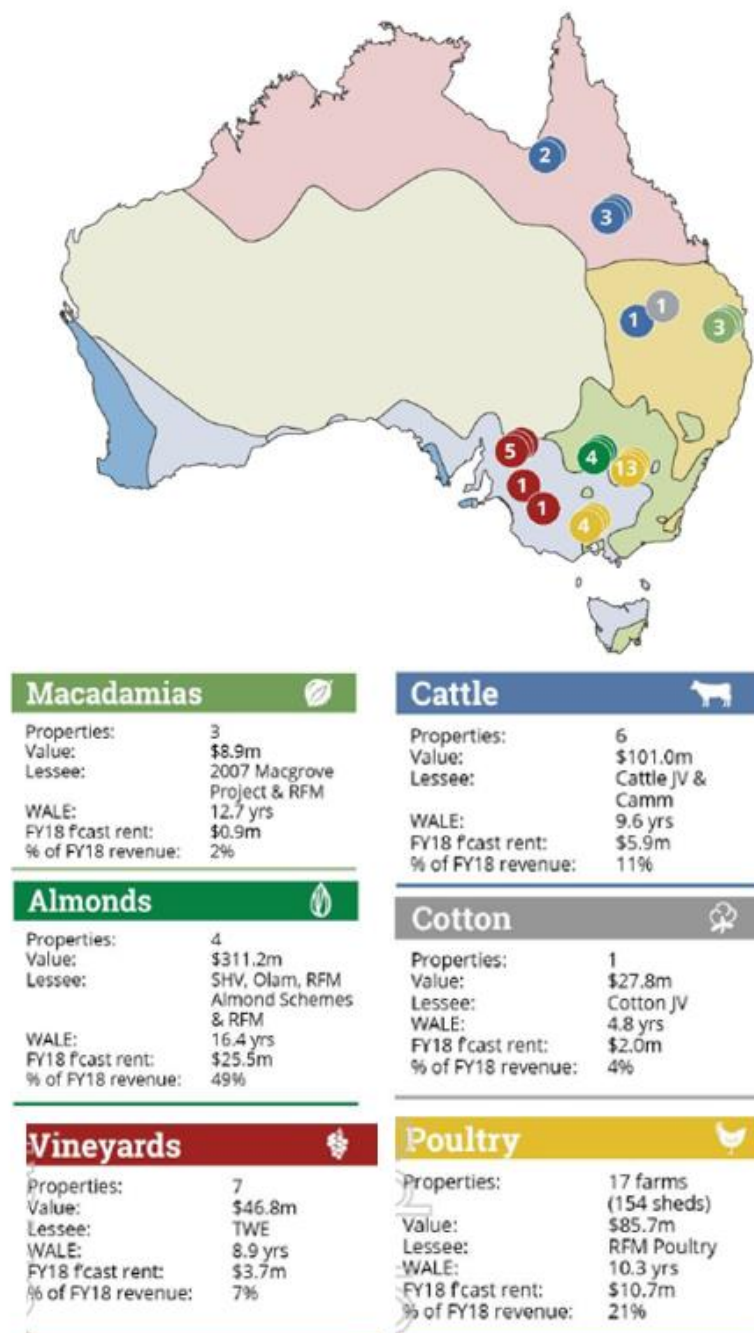 2
3
1
1
3
5
4
13
1
1
4
Macadamias
Properties: 3
Value: $8.9m
Lessee: 2007 Macgrove
Project & RFM
WALE: 12.7 yrs
FY18 f'cast rent: $0.9m
% of FY18 revenue: 2%
Cattle
Properties: 6
Value: $101.0m
Lessee: Cattle JV &
Camm
WALE: 9.6 yrs
FY18 f'cast rent: $5.9m
% of FY18 revenue: 11%
Almonds
Properties: 4
Value: $311.2m
Lessee: SHV, Olam, RFM
Almond Schemes
& RFM
WALE: 16.4 yrs
FY18 f'cast rent: $25.5m
% of FY18 revenue: 49%
Cotton
Properties: 1
Value: $27.8m
Lessee: Cotton JV
WALE: 4.8 yrs
FY18 f'cast rent: $2.0m
% of FY18 revenue: 4%
Vineyards
Properties: 7
Value: $46.8m
Lessee: TWE
WALE: 8.9 yrs
FY18 f'cast rent: $3.7m
% of FY18 revenue: 7%
Poultry
Properties: 17 farms
(154 sheds)
Value: $85.7m
Lessee: RFM Poultry
WALE: 10.3 yrs
FY18 f'cast rent: $10.7m
% of FY18 revenue: 21%